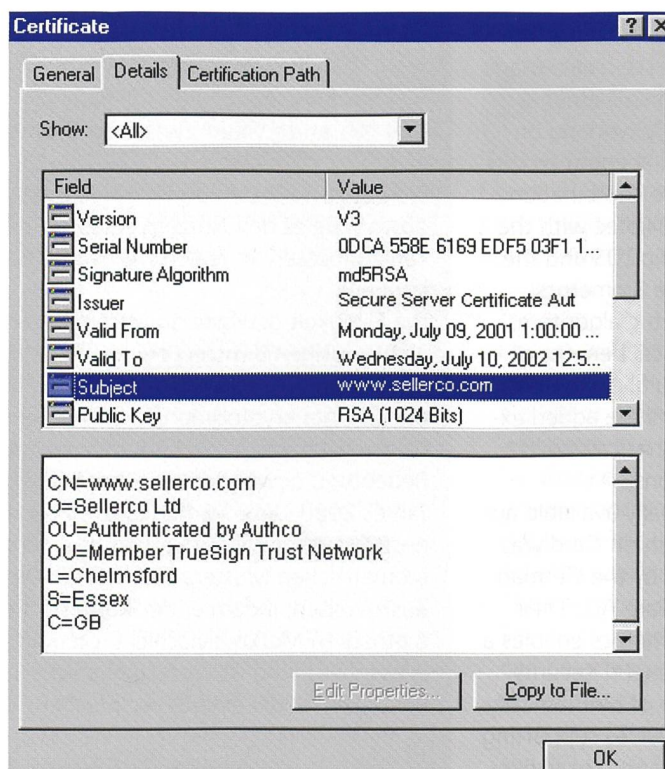 Certificate
General Details Certification Path
Show: <All>
Field Value
Version V3
Serial Number 0DCA 558E 6169 EDF5 03F1 1...
Signature Algorithm md5RSA
Issuer Secure Server Certificate Aut
Valid From Monday, July 09, 2001 1:00:00 ...
Valid To Wednesday, July 10, 2002 12:5...
Subject www.sellerco.com
Public Key RSA (1024 Bits)
CN=www.sellerco.com
O=Sellerco Ltd
OU=Authenticated by Authco
OU=Member TrueSign Trust Network
L=Chelmsford
S=Essex
C=GB
Edit Properties... Copy to File...
OK